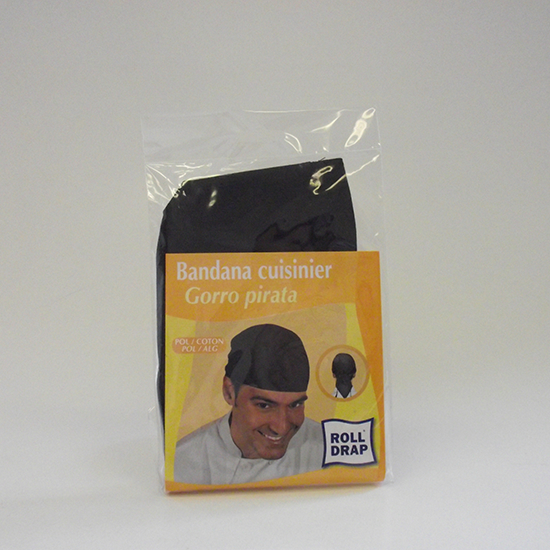 Bandana cuisinier
Gorro pirata
POL / COTON
POL / ALG
ROLL
DRAP